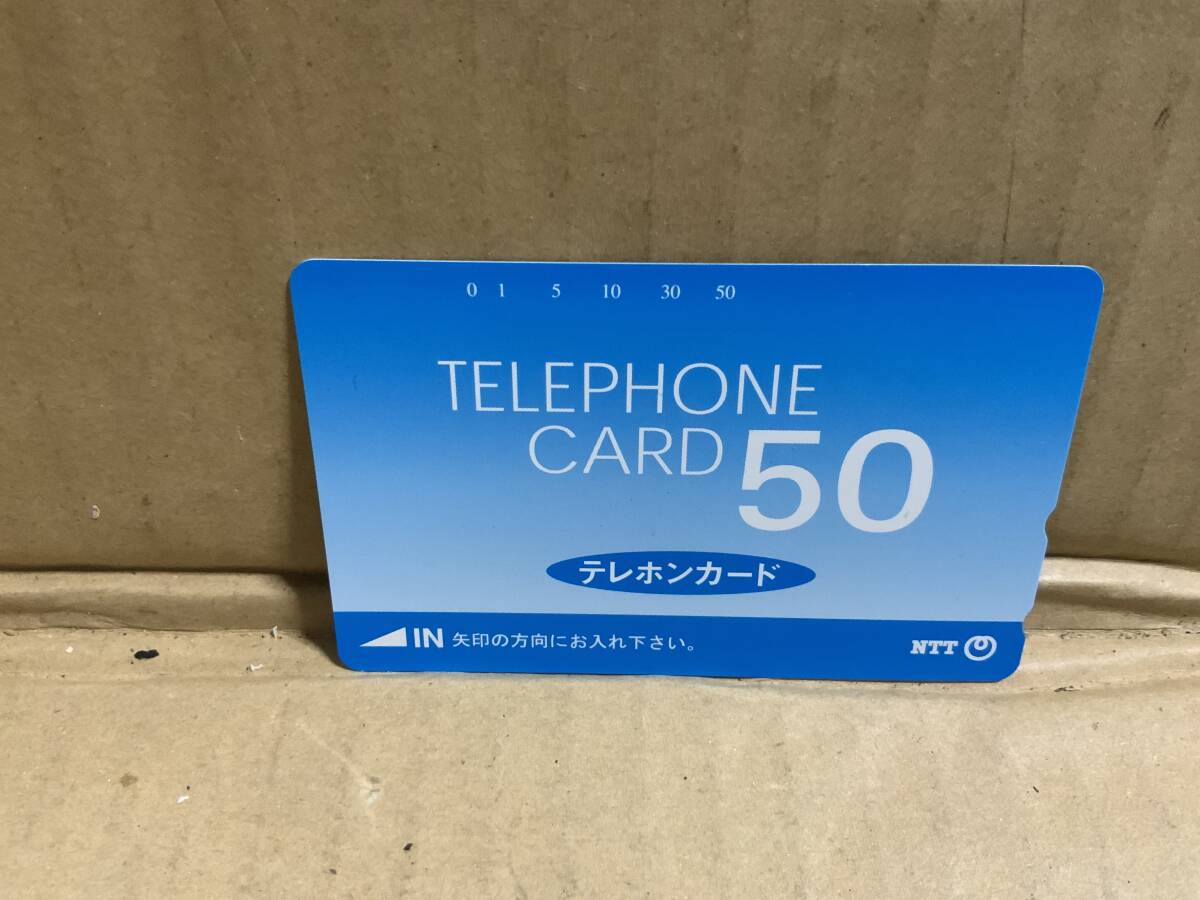 0 1 5 10 30 50
TELEPHONE
CARD 50
テレホンカード
IN 矢印の方向にお入れ下さい。
NTT